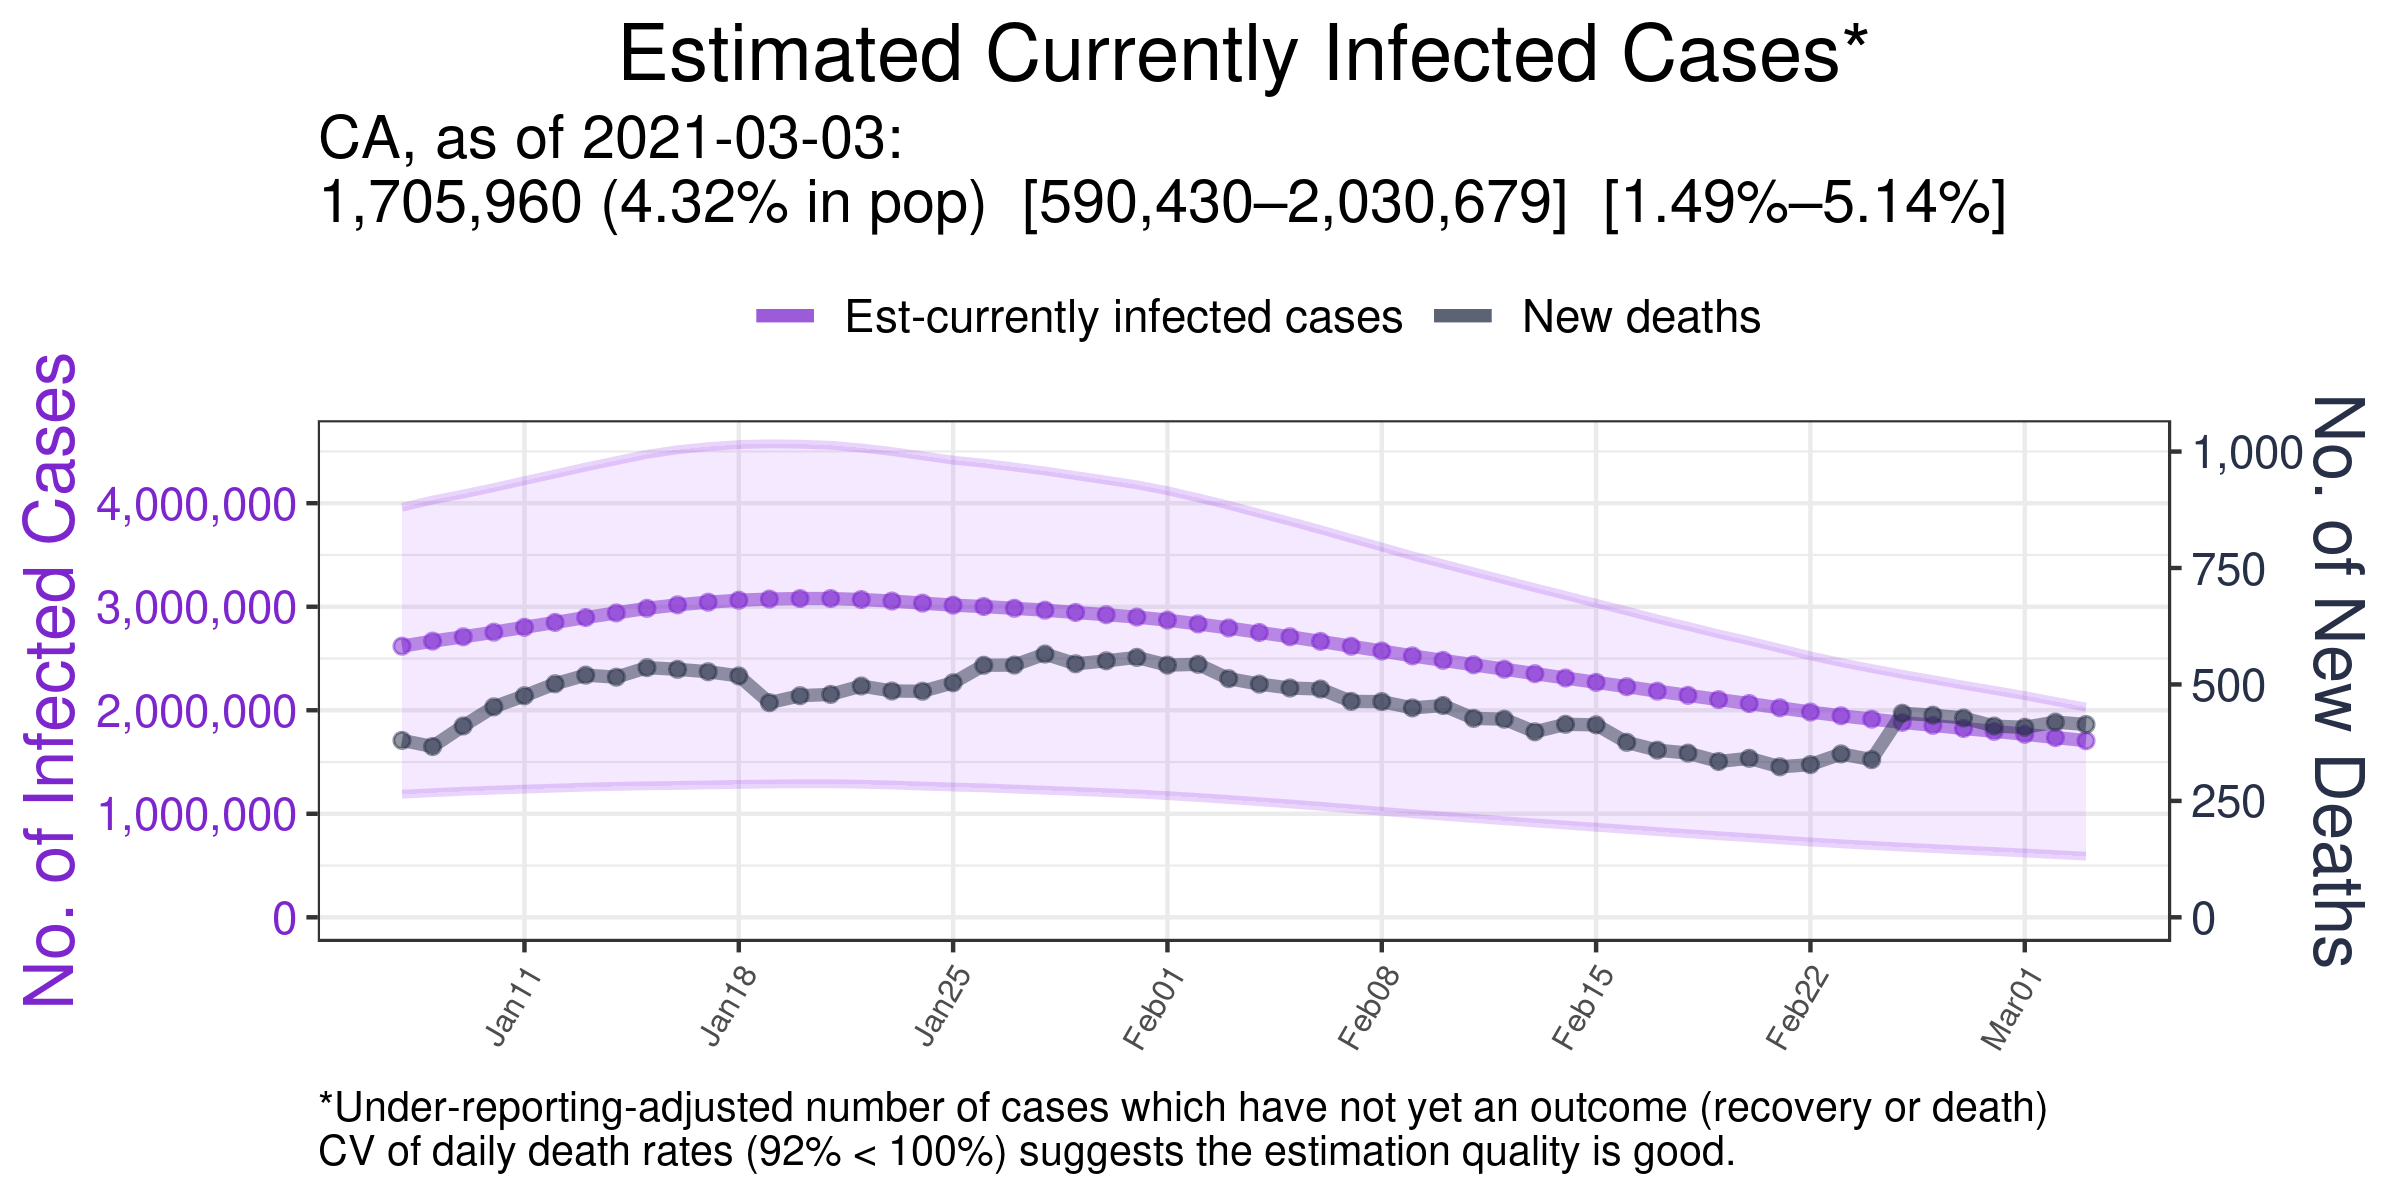 Estimated Currently Infected Cases*
CA, as of 2021-03-03:
1,705,960 (4.32% in pop)  [590,430–2,030,679]  [1.49%–5.14%]
Est-currently infected cases
New deaths
No. of Infected Cases
4,000,000
3,000,000
2,000,000
1,000,000
0
1,000
750
500
250
0
No. of New Deaths
Jan11
Jan18
Jan25
Feb01
Feb08
Feb15
Feb22
Mar01
*Under-reporting-adjusted number of cases which have not yet an outcome (recovery or death)
CV of daily death rates (92% < 100%) suggests the estimation quality is good.